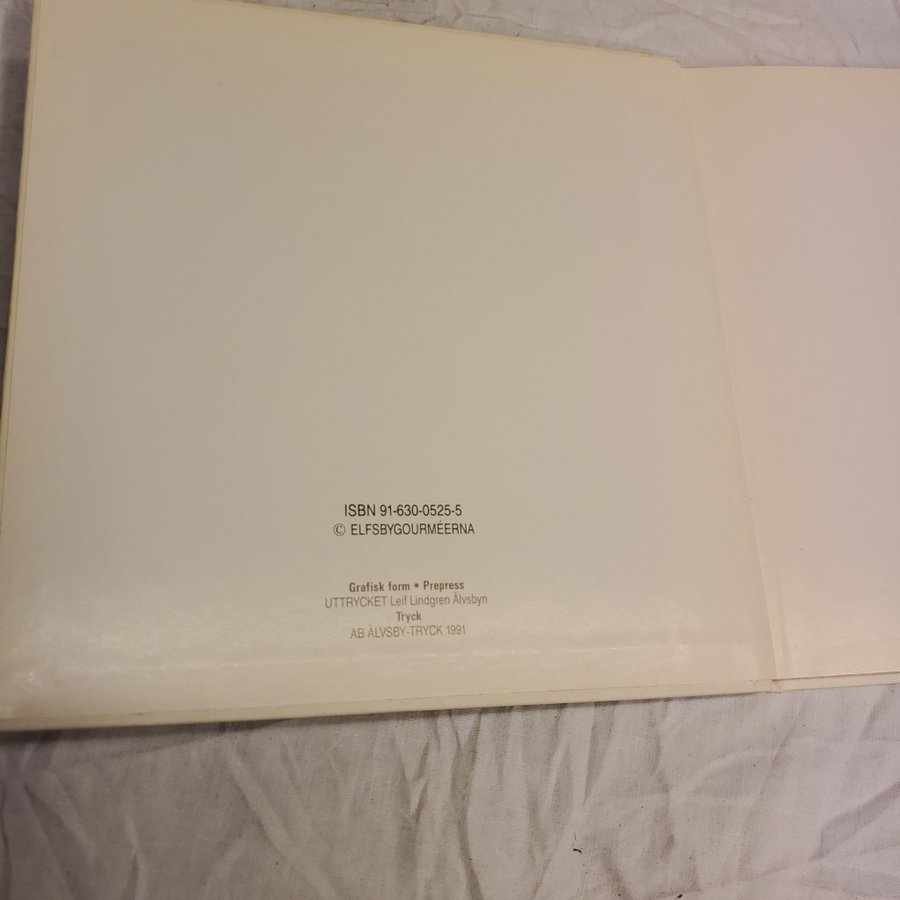 ISBN 91-630-0525-5
© ELFSBYGOURMÉERNA
Grafisk form • Prepress
UTTRYCKET Leif Lindgren Älvsbyn
Tryck
AB ÄLVSBY-TRYCK 1991